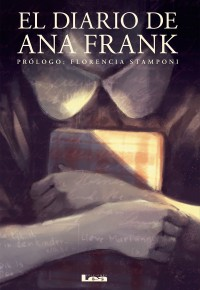 EL DIARIO DE
ANA FRANK
PRÓLOGO: FLORENCIA STAMPONI
Lea